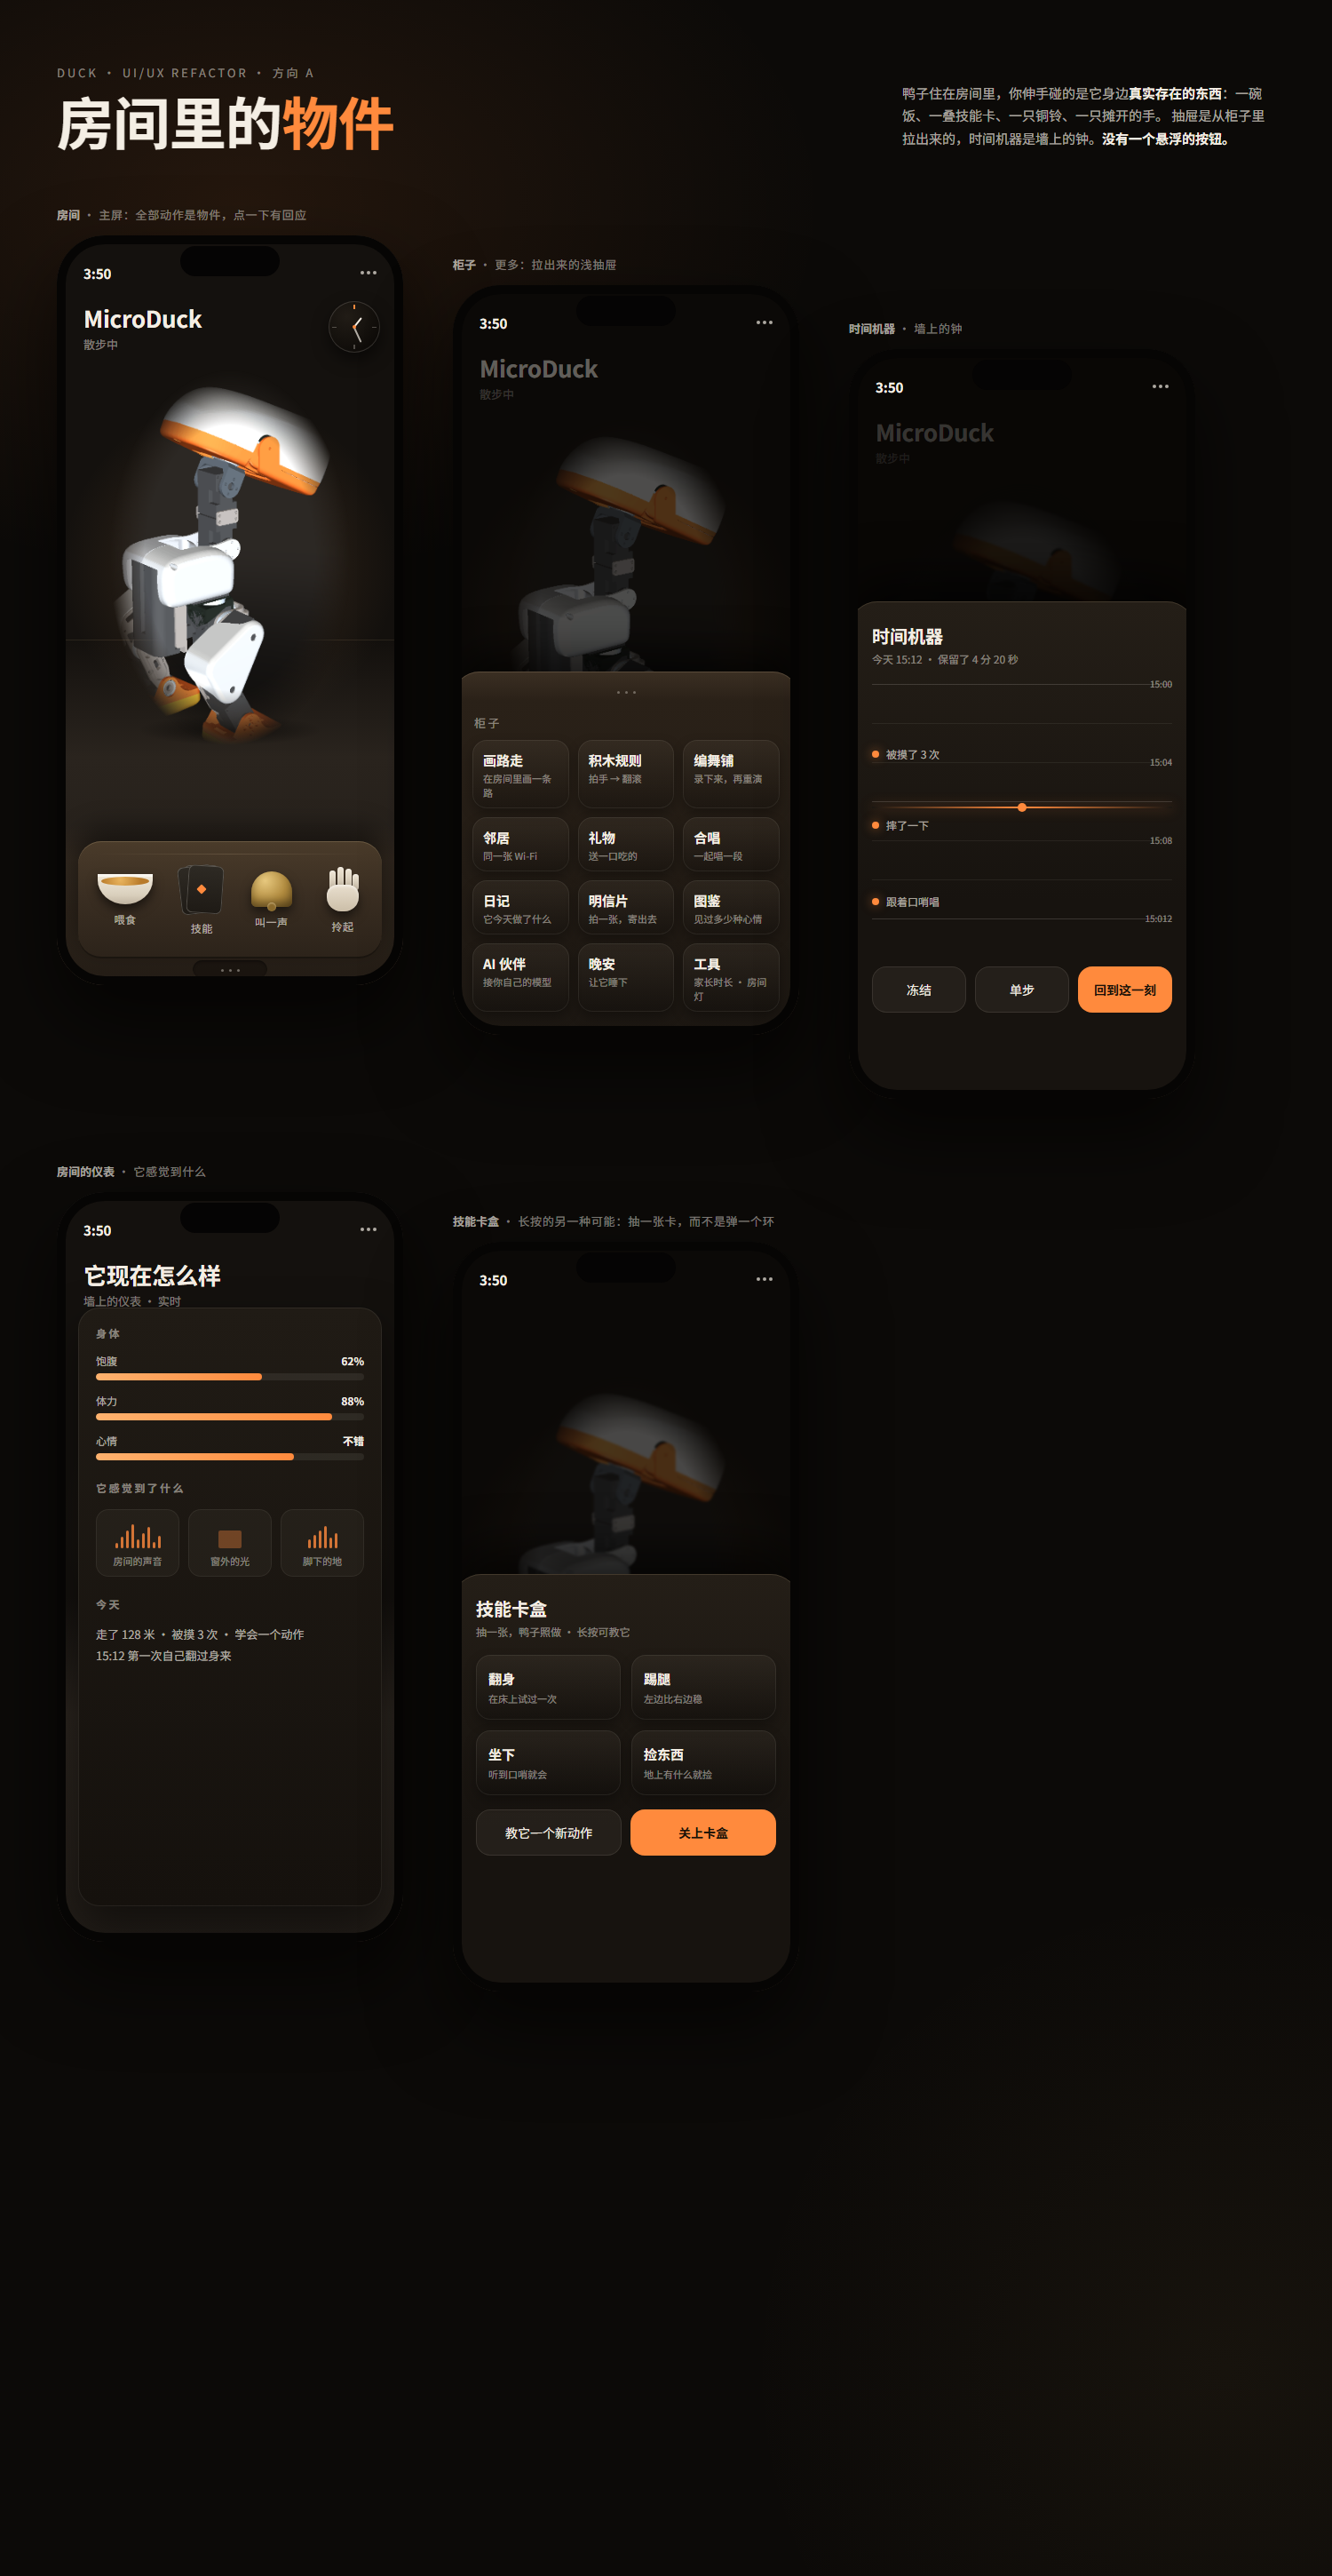 DUCK · UI/UX REFACTOR · 方向 A
房间里的物件
鸭子住在房间里，你伸手碰的是它身边真实存在的东西：一碗
饭、一叠技能卡、一只铜铃、一只摊开的手。 抽屉是从柜子里
拉出来的，时间机器是墙上的钟。没有一个悬浮的按钮。
房间 · 主屏：全部动作是物件，点一下有回应
3:50
MicroDuck
散步中
喂食
技能
叫一声
拎起
柜子 · 更多：拉出来的浅抽屉
3:50
MicroDuck
散步中
柜子
画路走
在房间里画一条
路
积木规则
拍手 → 翻滚
编舞铺
录下来，再重演
邻居
同一张 Wi-Fi
礼物
送一口吃的
合唱
一起唱一段
日记
它今天做了什么
明信片
拍一张，寄出去
图鉴
见过多少种心情
AI 伙伴
接你自己的模型
晚安
让它睡下
工具
家长时长 · 房间
灯
时间机器 · 墙上的钟
3:50
MicroDuck
散步中
时间机器
今天 15:12 · 保留了 4 分 20 秒
15:00
被摸了 3 次
15:04
摔了一下
15:08
跟着口哨唱
15:012
冻结
单步
回到这一刻
房间的仪表 · 它感觉到什么
3:50
它现在怎么样
墙上的仪表 · 实时
身体
饱腹 62%
体力 88%
心情 不错
它感觉到了什么
房间的声音
窗外的光
脚下的地
今天
走了 128 米 · 被摸 3 次 · 学会一个动作
15:12 第一次自己翻过身来
技能卡盒 · 长按的另一种可能：抽一张卡，而不是弹一个环
3:50
技能卡盒
抽一张，鸭子照做 · 长按可教它
翻身
在床上试过一次
踢腿
左边比右边稳
坐下
听到口哨就会
捡东西
地上有什么就捡
教它一个新动作
关上卡盒